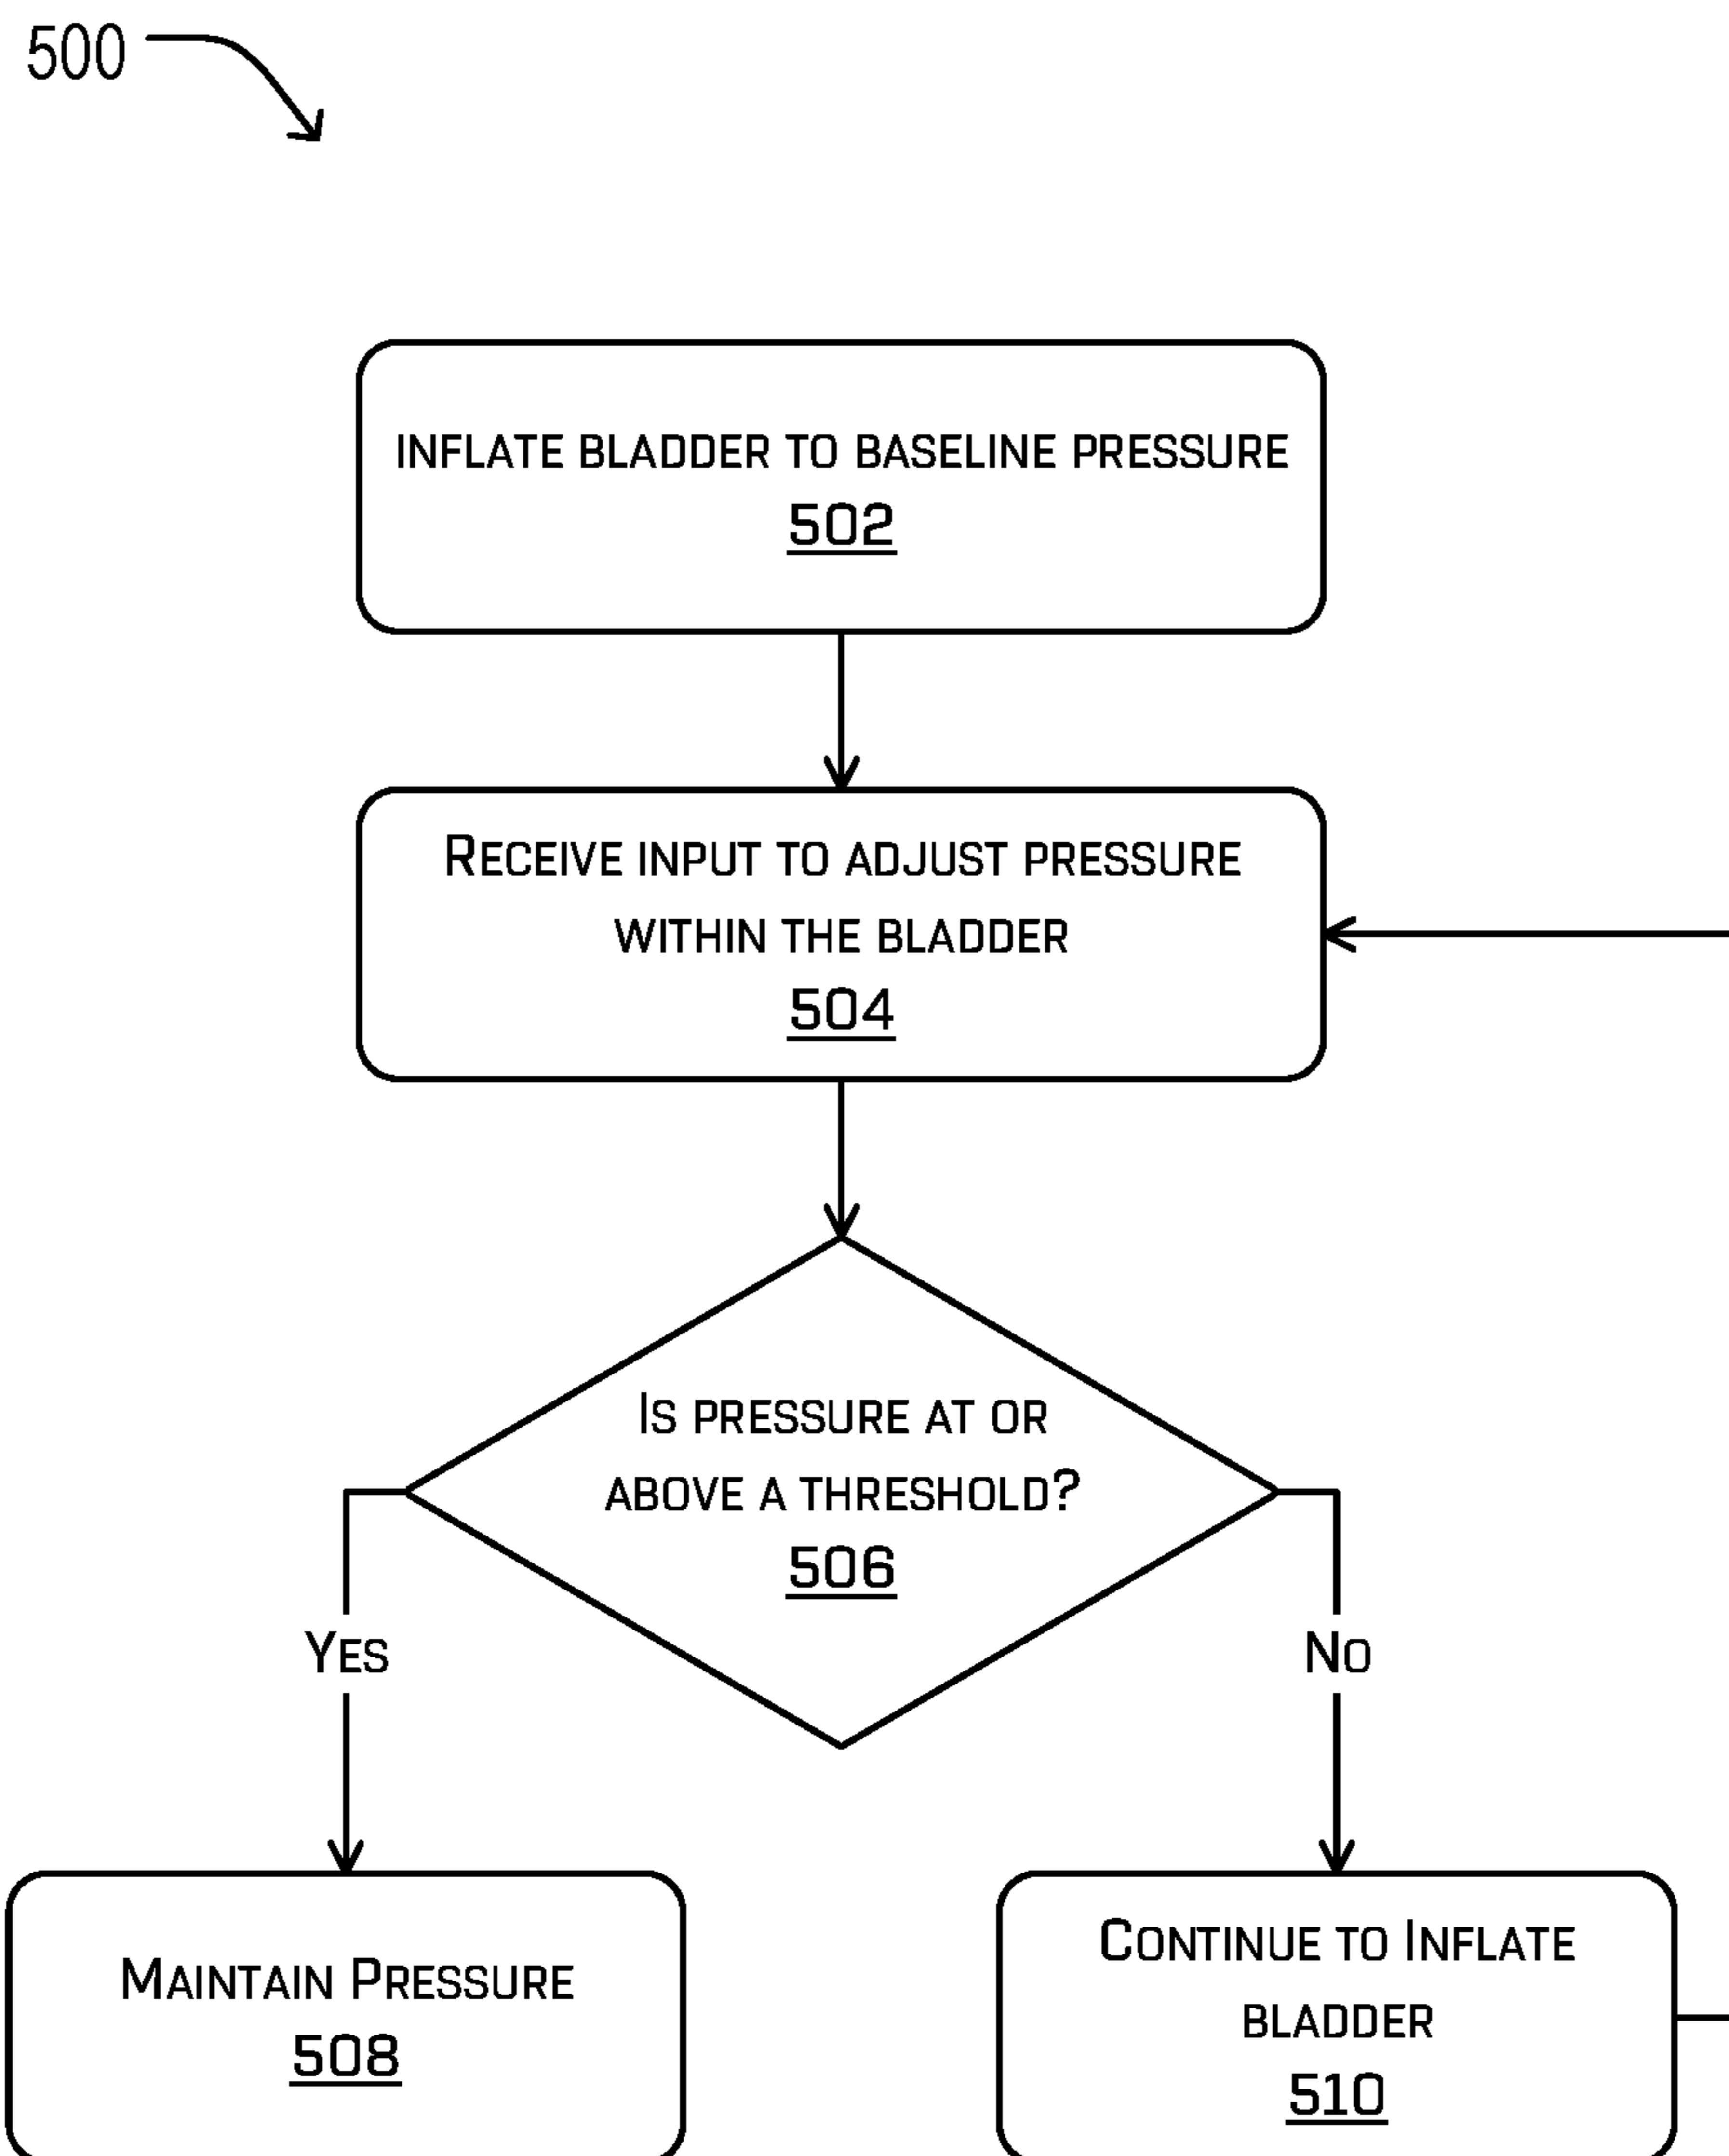 500
INFLATE BLADDER TO BASELINE PRESSURE
502
RECEIVE INPUT TO ADJUST PRESSURE
WITHIN THE BLADDER
504
IS PRESSURE AT OR
ABOVE A THRESHOLD?
506
YES
NO
MAINTAIN PRESSURE
508
CONTINUE TO INFLATE
BLADDER
510